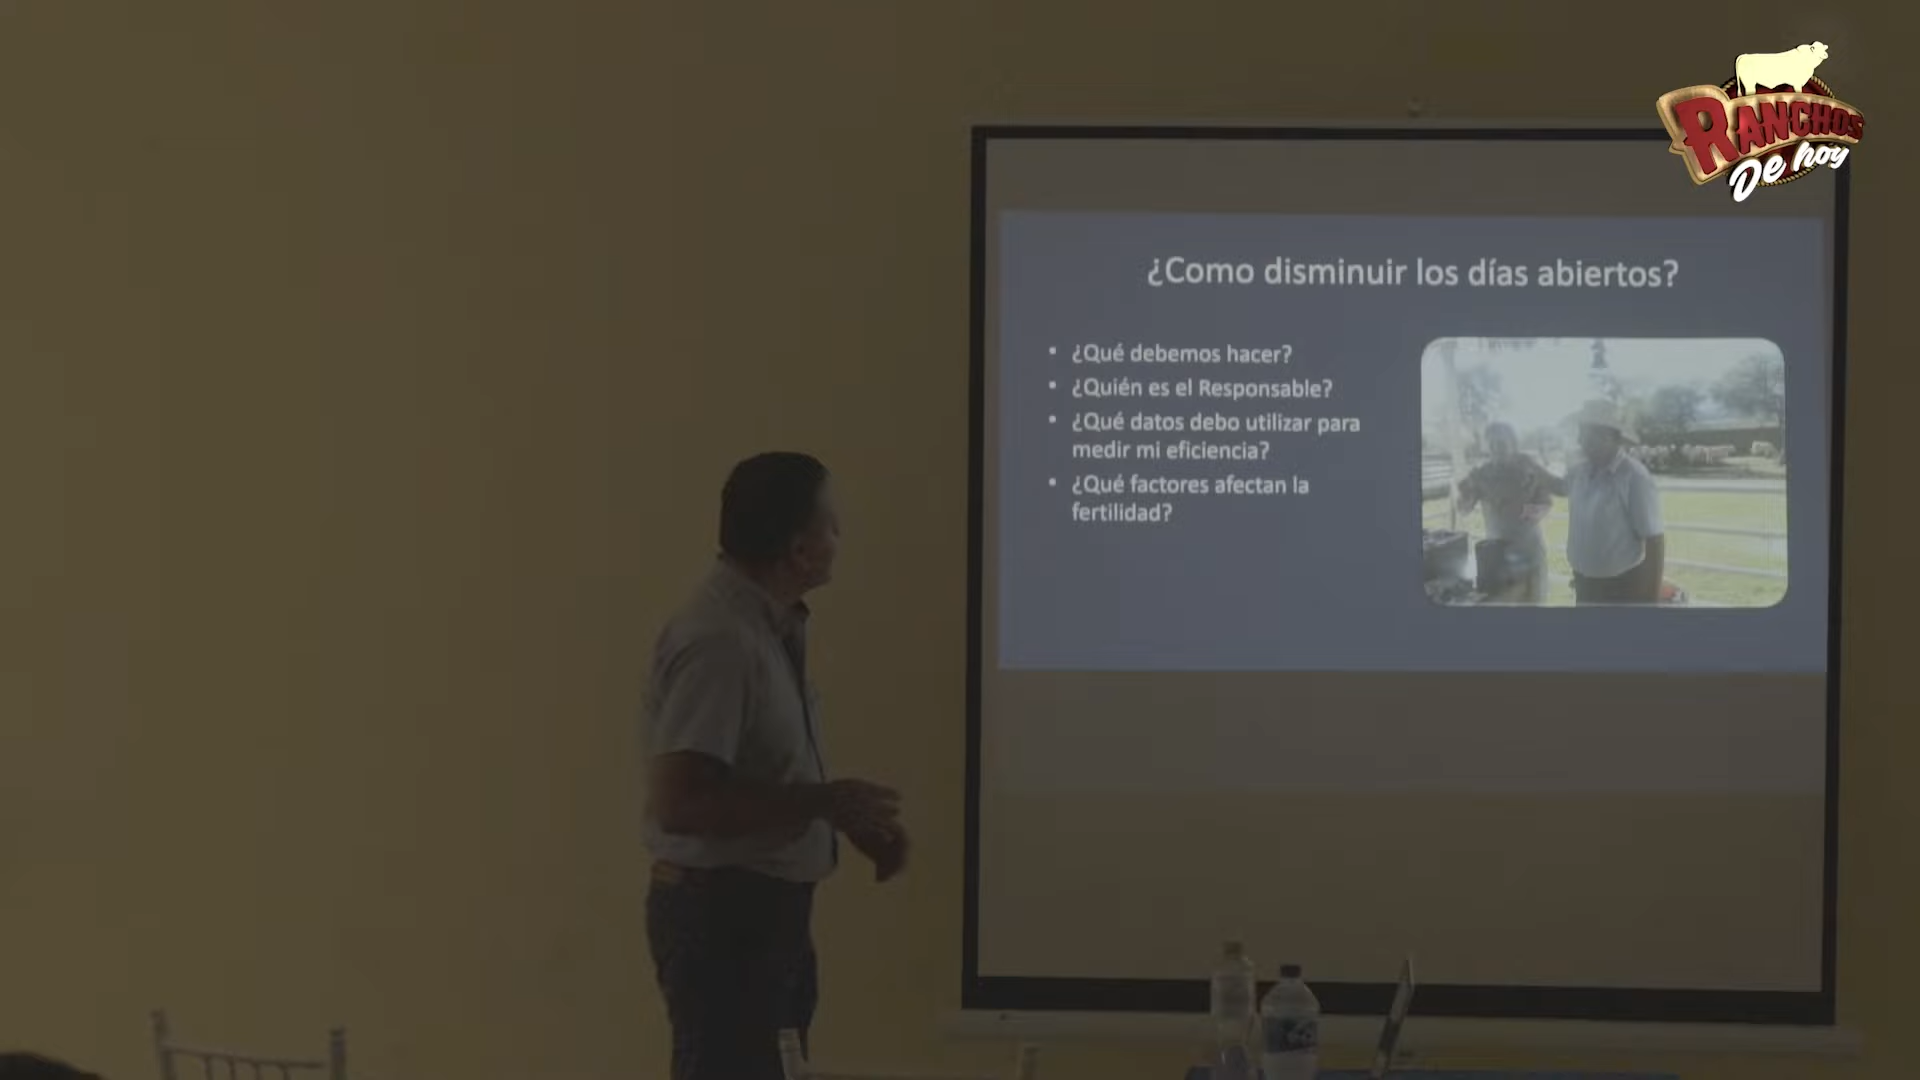 RANCHOS
De hoy
¿Como disminuir los días abiertos?
• ¿Qué debemos hacer?
• ¿Quién es el Responsable?
• ¿Qué datos debo utilizar para
medir mi eficiencia?
• ¿Qué factores afectan la
fertilidad?